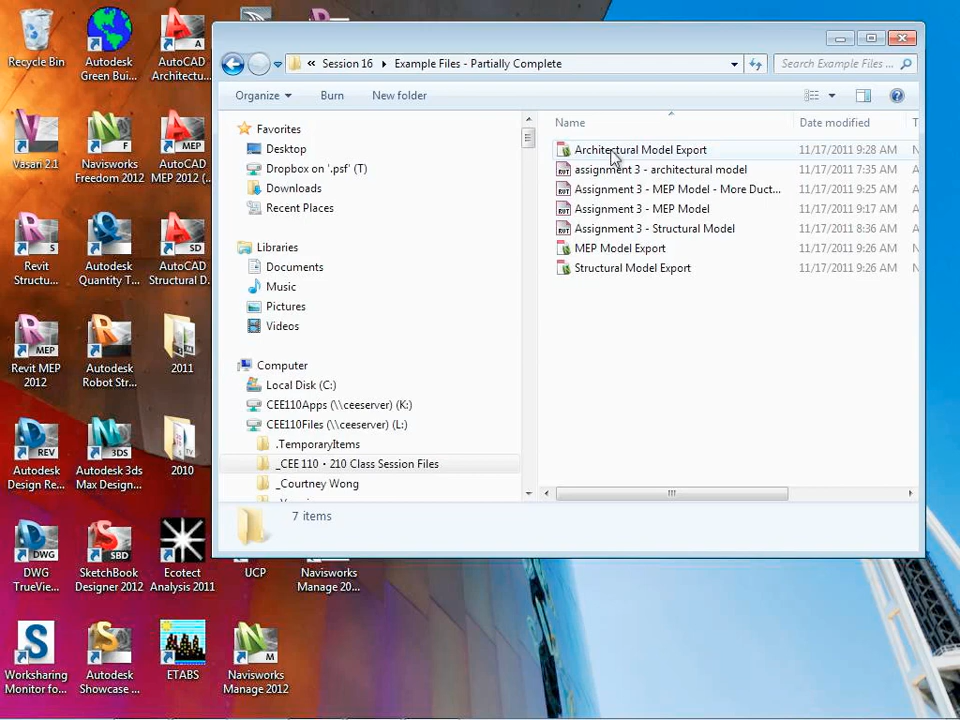 Recycle Bin
Autodesk
Green Bui...
A
AutoCAD
Architectu...
Vasari 2.1
F
Navisworks
Freedom 2012
MEP
AutoCAD
MEP 2012 (...
S
Revit
Structu...
Autodesk
Quantity T...
SD
AutoCAD
Structural D.
MEP
Revit MEP
2012
Autodesk
Robot Str...
2011
REV
Autodesk
Design Re...
3DS
Autodesk 3ds
Max Design...
2010
DWG
DWG
TrueVie...
SBD
SketchBook
Designer 2012
Ecotect
Analysis 2011
UCP
Navisworks
Manage 20...
Worksharing
Monitor fo...
Autodesk
Showcase ...
ETABS
M
Navisworks
Manage 2012
« Session 16 Example Files - Partially Complete
Search Example Files ...
Organize
Burn
New folder
Favorites
Desktop
Dropbox on '.psf' (T)
Downloads
Recent Places
Libraries
Documents
Music
Pictures
Videos
Computer
Local Disk (C:)
CEE110Apps (\\ceeserver) (K:)
CEE110Files (\\ceeserver) (L:)
.TemporaryItems
_CEE 110 • 210 Class Session Files
_Courtney Wong
Name Date modified T
Architectural Model Export 11/17/2011 9:28 AM N
assignment 3 - architectural model 11/17/2011 7:35 AM A
Assignment 3 - MEP Model - More Duct... 11/17/2011 9:25 AM A
Assignment 3 - MEP Model 11/17/2011 9:17 AM A
Assignment 3 - Structural Model 11/17/2011 8:36 AM A
MEP Model Export 11/17/2011 9:26 AM N
Structural Model Export 11/17/2011 9:26 AM N
7 items